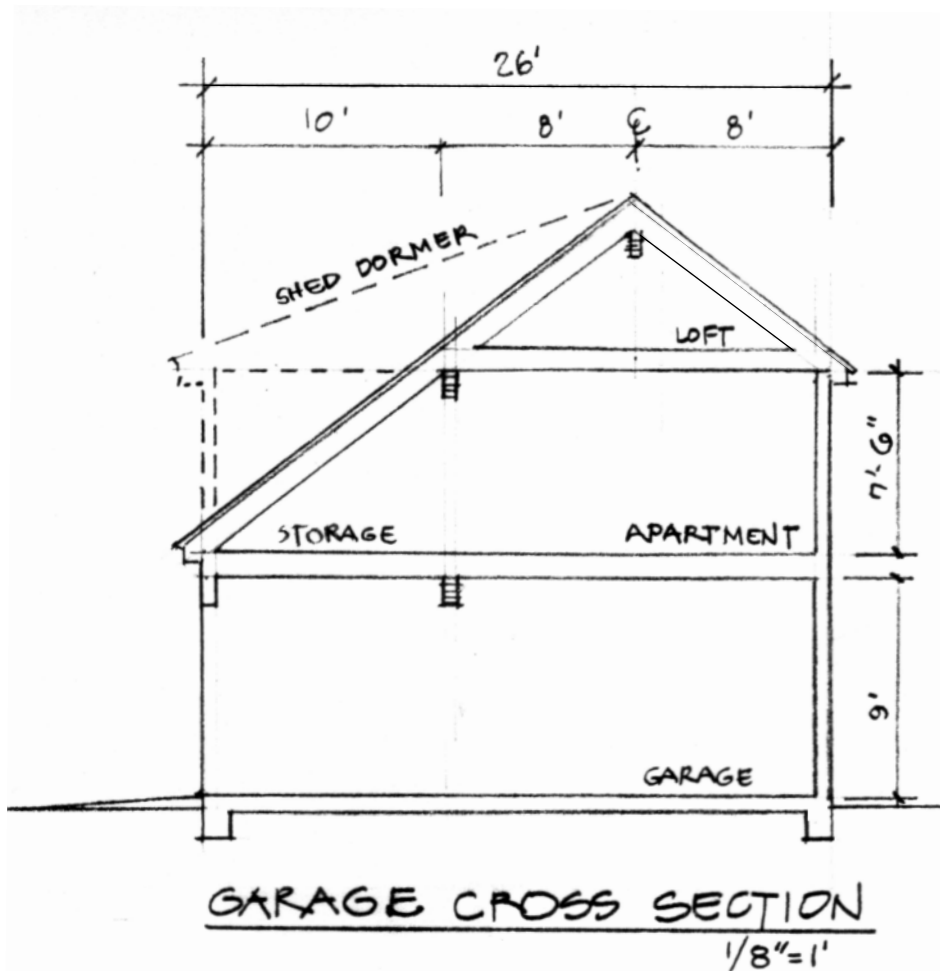 26'
10' 8' ℄ 8'
SHED DORMER
LOFT
7'-6"
STORAGE APARTMENT
9'
GARAGE
GARAGE CROSS SECTION
1/8"=1'